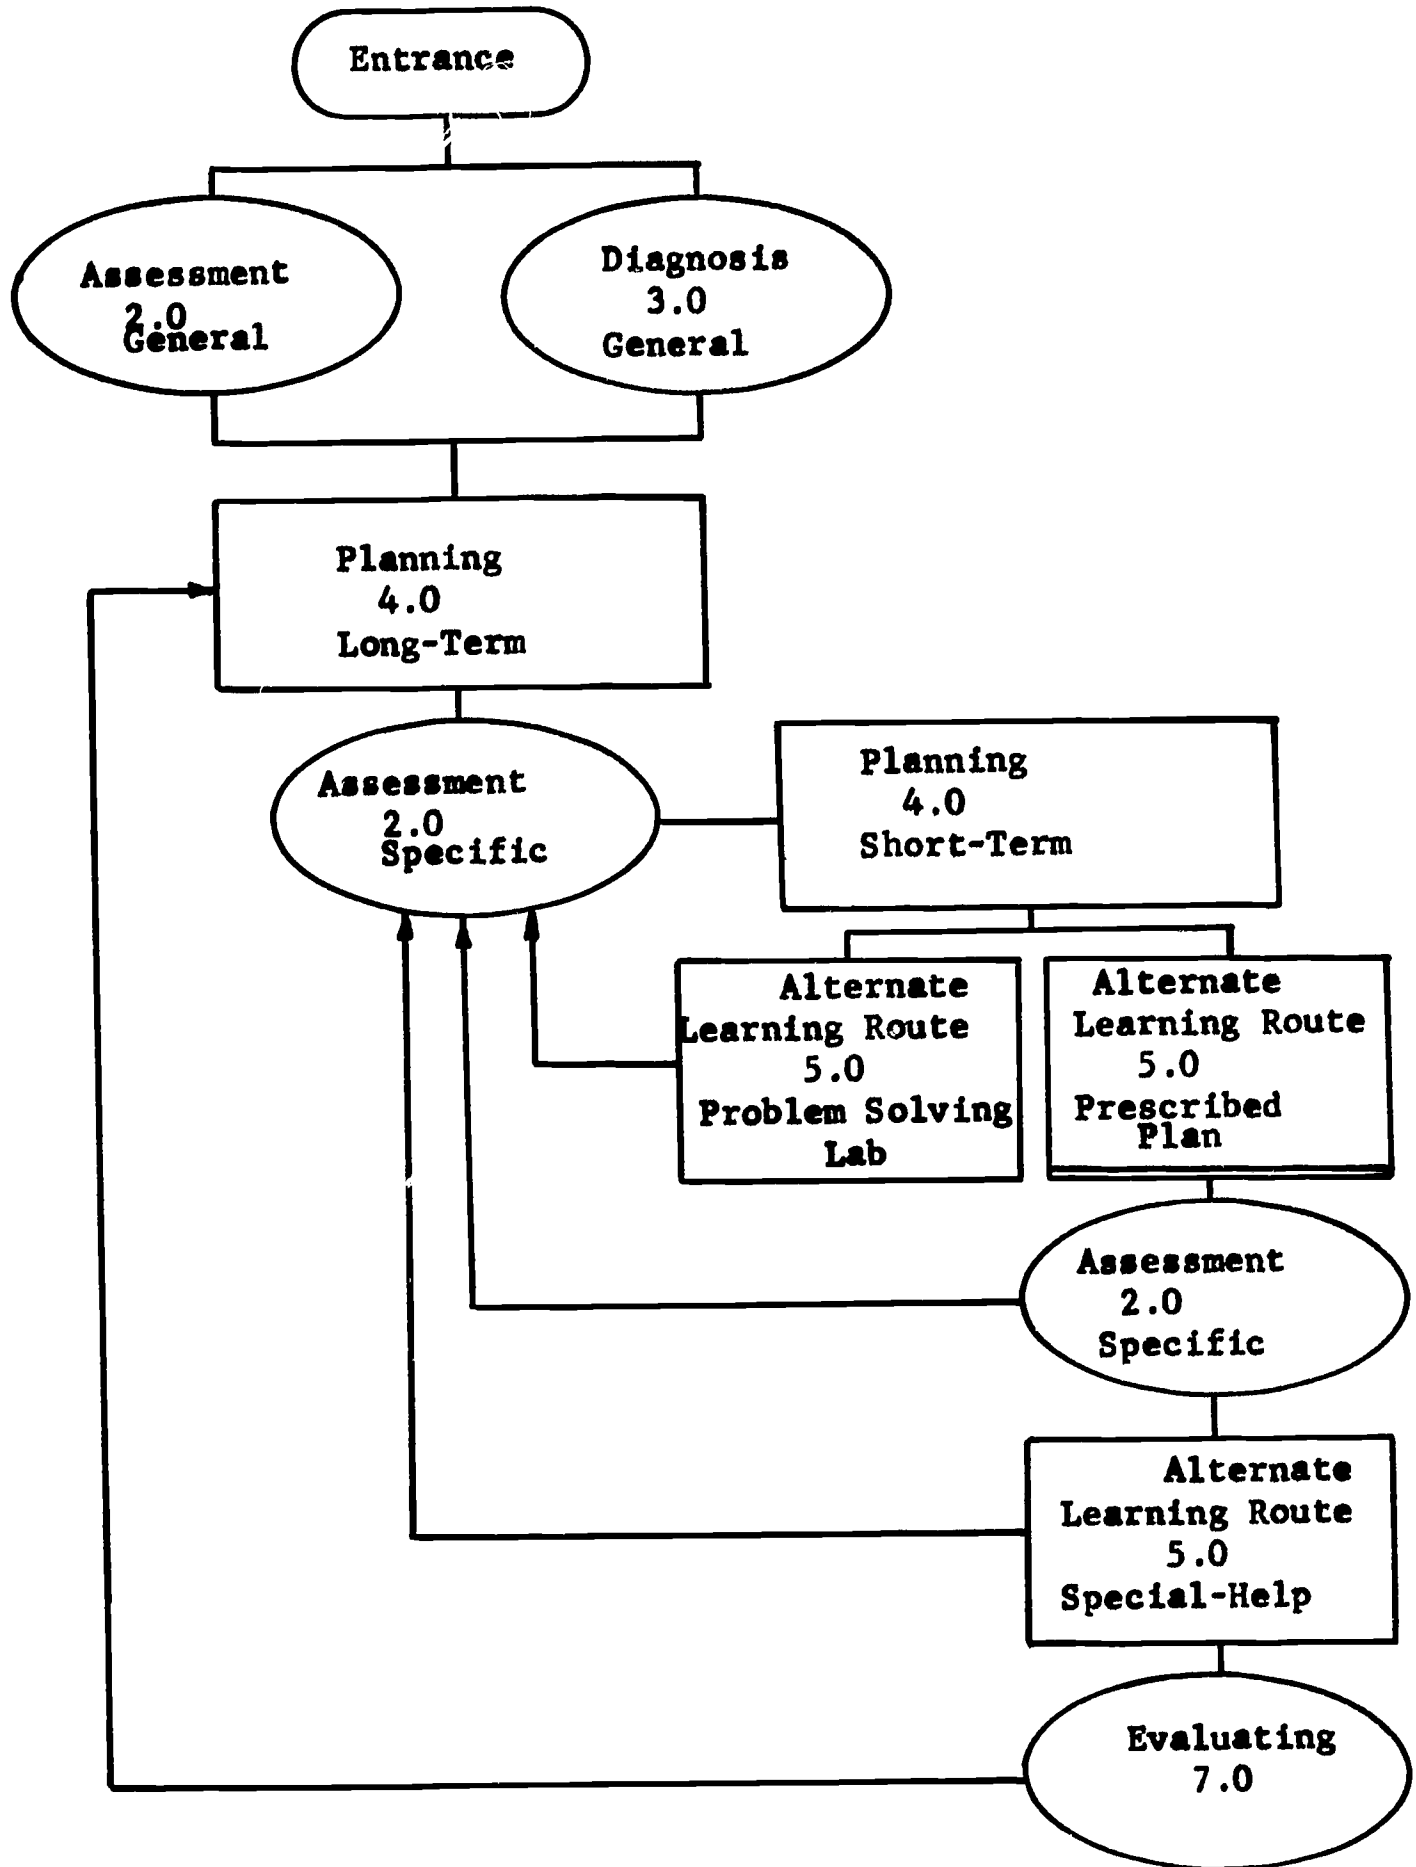 Entrance
Assessment
2.0
General
Diagnosis
3.0
General
Planning
4.0
Long-Term
Assessment
2.0
Specific
Planning
4.0
Short-Term
Alternate
Learning Route
5.0
Problem Solving
Lab
Alternate
Learning Route
5.0
Prescribed
Plan
Assessment
2.0
Specific
Alternate
Learning Route
5.0
Special-Help
Evaluating
7.0